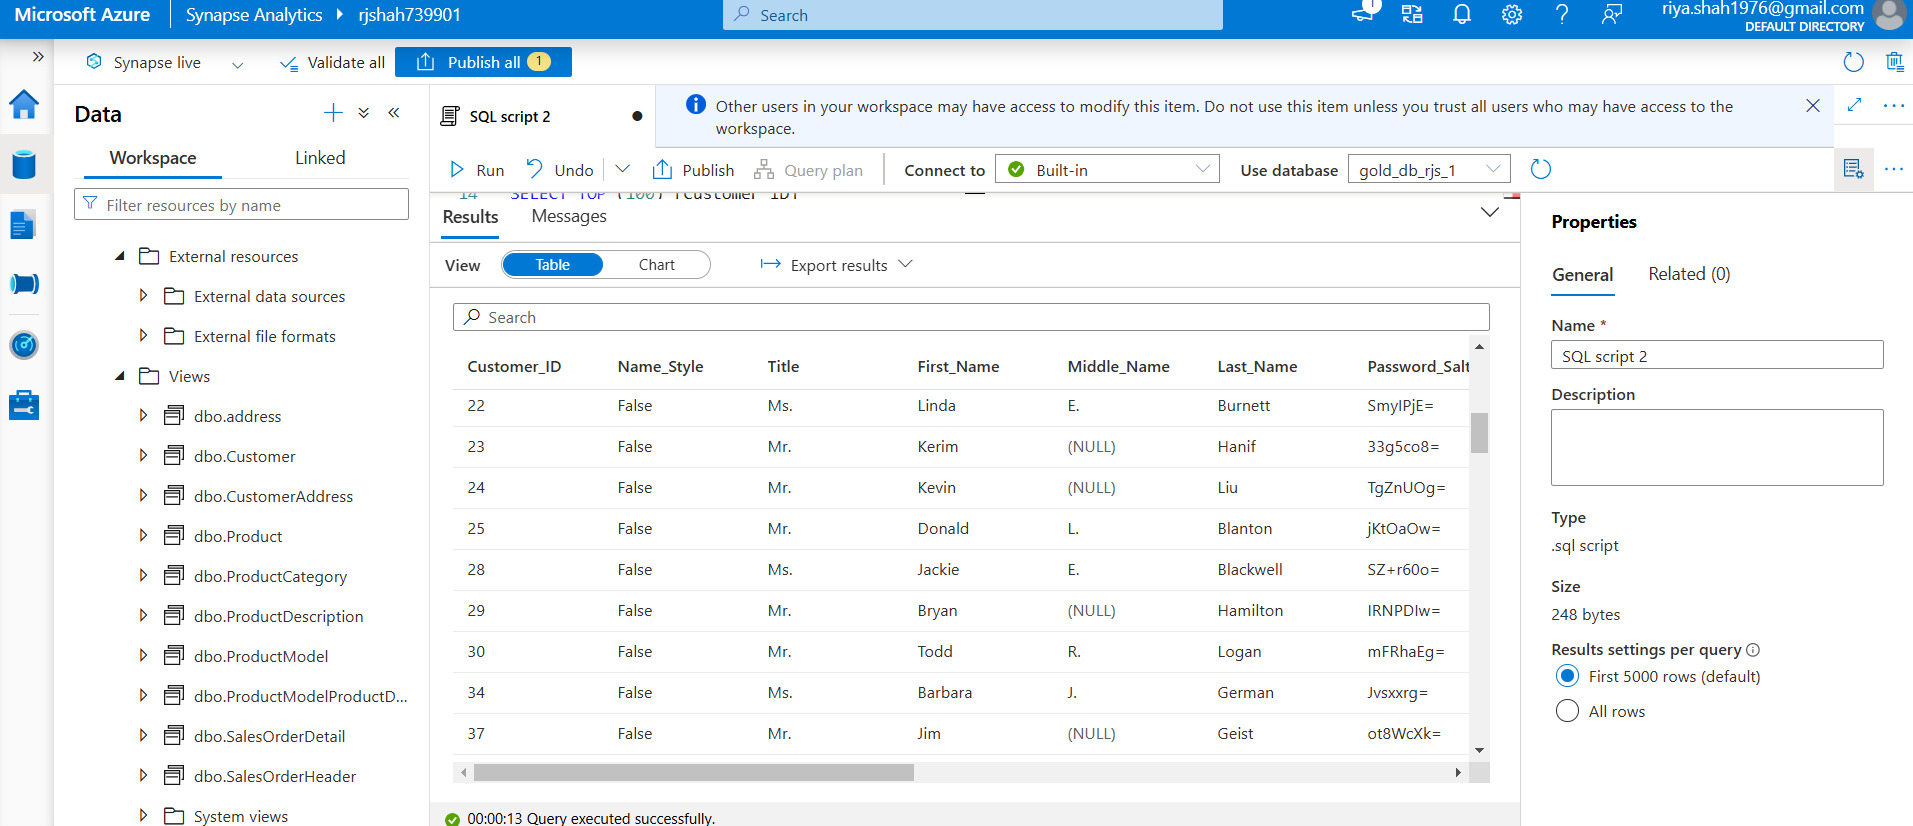 Microsoft Azure Synapse Analytics rjshah739901 Search 1 riya.shah1976@gmail.com
DEFAULT DIRECTORY
Synapse live Validate all Publish all 1
Data
Workspace Linked
Filter resources by name
External resources
External data sources
External file formats
Views
dbo.address
dbo.Customer
dbo.CustomerAddress
dbo.Product
dbo.ProductCategory
dbo.ProductDescription
dbo.ProductModel
dbo.ProductModelProductD...
dbo.SalesOrderDetail
dbo.SalesOrderHeader
System views
SQL script 2
Other users in your workspace may have access to modify this item. Do not use this item unless you trust all users who may have access to the
workspace.
Run Undo Publish Query plan Connect to Built-in Use database gold_db_rjs_1
14 SELECT TOP (100) [Customer_ID]
Results Messages
View Table Chart Export results
Search
Customer_ID Name_Style Title First_Name Middle_Name Last_Name Password_Salt
22 False Ms. Linda E. Burnett SmyIPjE=
23 False Mr. Kerim (NULL) Hanif 33g5co8=
24 False Mr. Kevin (NULL) Liu TgZnUOg=
25 False Mr. Donald L. Blanton jKtOaOw=
28 False Ms. Jackie E. Blackwell SZ+r60o=
29 False Mr. Bryan (NULL) Hamilton IRNPDIw=
30 False Mr. Todd R. Logan mFRhaEg=
34 False Ms. Barbara J. German Jvsxxrg=
37 False Mr. Jim (NULL) Geist ot8WcXk=
00:00:13 Query executed successfully.
Properties
General Related (0)
Name *
SQL script 2
Description
Type
.sql script
Size
248 bytes
Results settings per query
First 5000 rows (default)
All rows